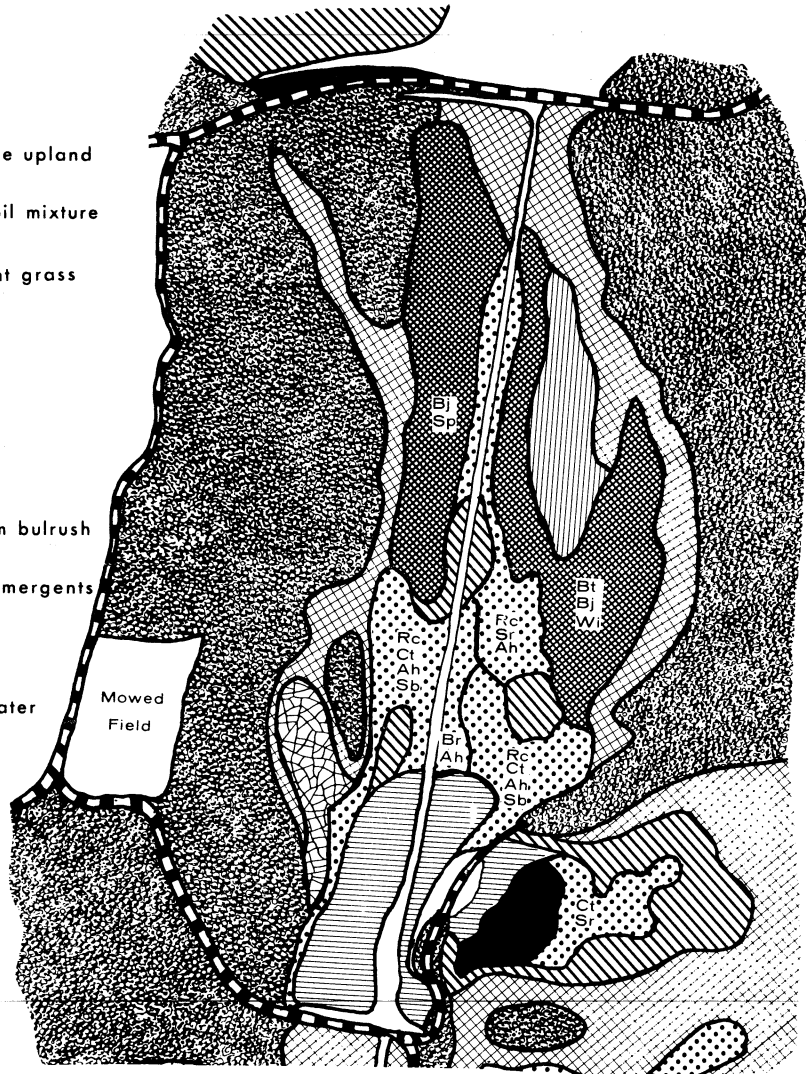 e upland
il mixture
t grass
Bj
Sp
bulrush
mergents
Bt
Bj
Wi
Rc
Sr
Ah
Rc
Ct
Ah
Sb
Mowed
Field
ater
Br
Ah
Rc
Ct
Ah
Sb
Ct
Sr